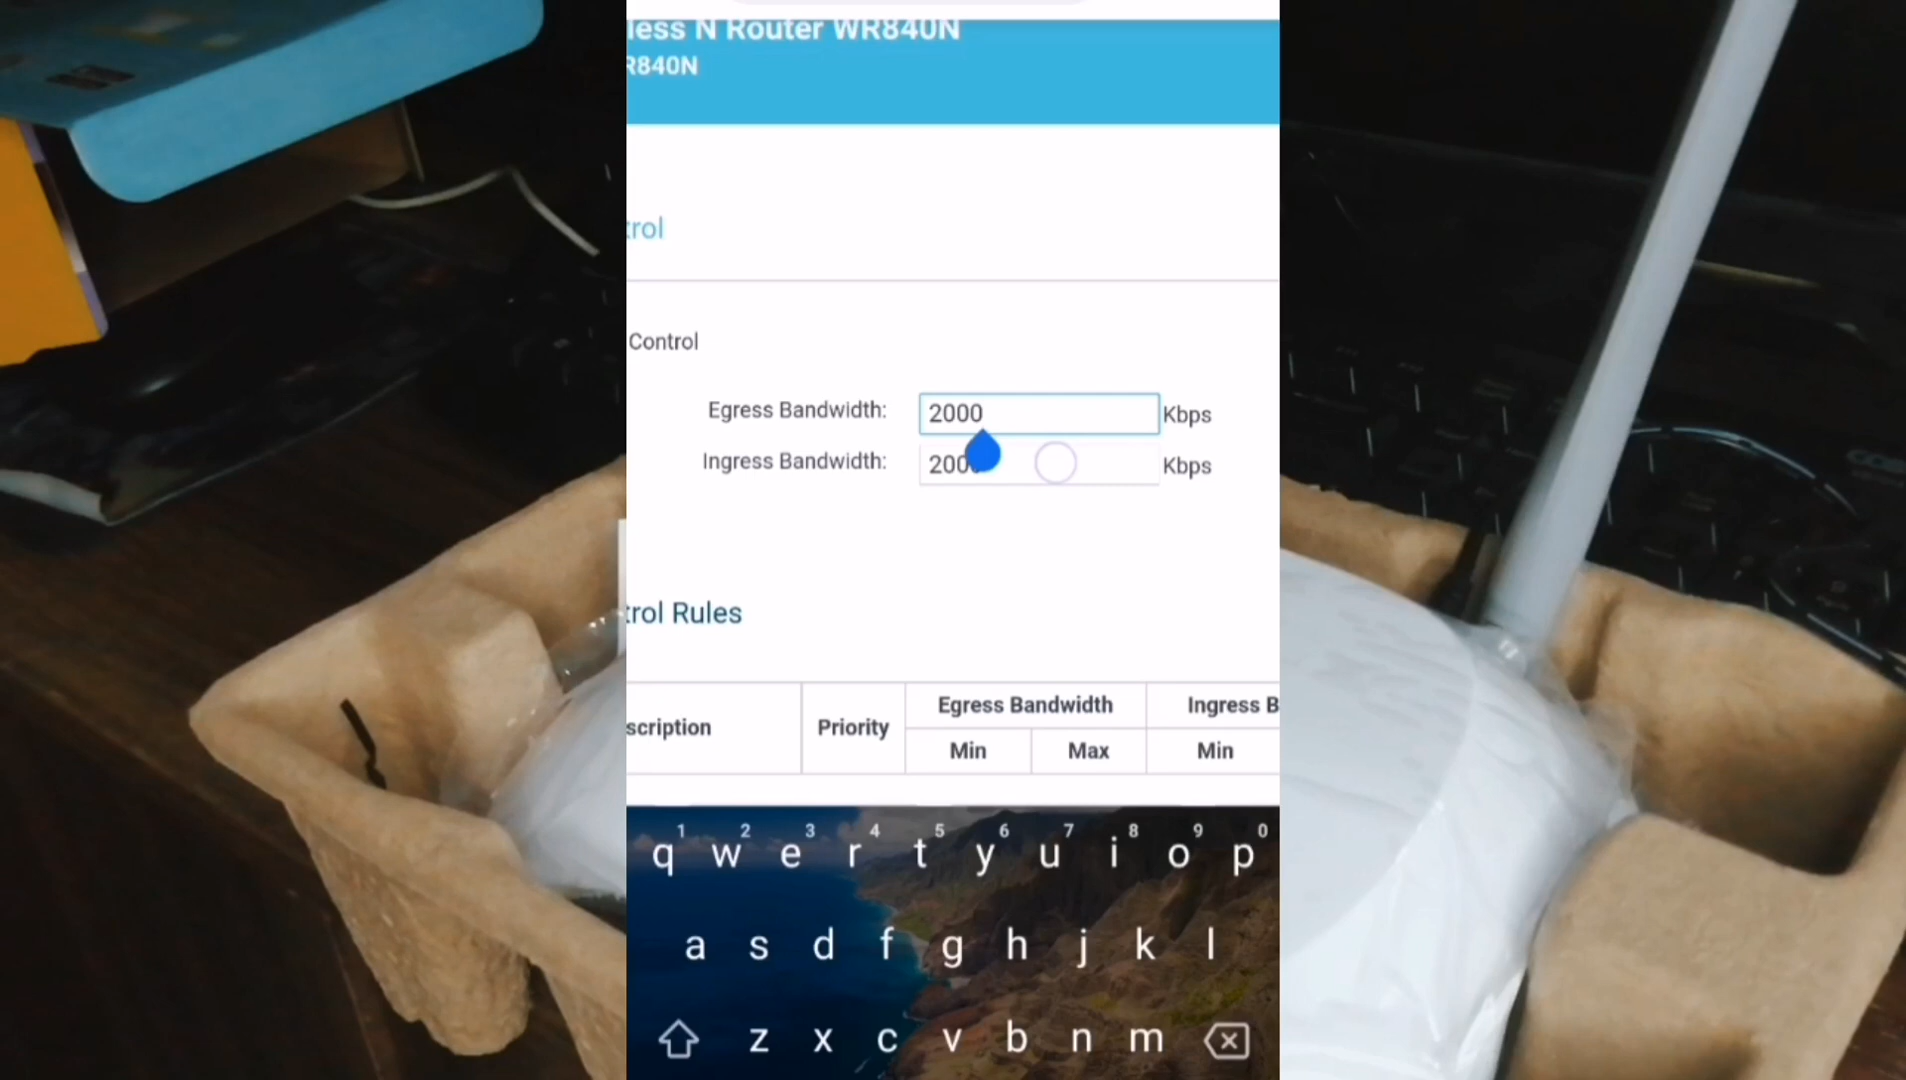 less N Router WR840N
R840N
trol
Control
Egress Bandwidth: 2000 Kbps
Ingress Bandwidth: 200 Kbps
trol Rules
scription Priority Egress Bandwidth Ingress B
Min Max Min
1 2 3 4 5 6 7 8 9 0
q w e r t y u i o p
a s d f g h j k l
z x c v b n m